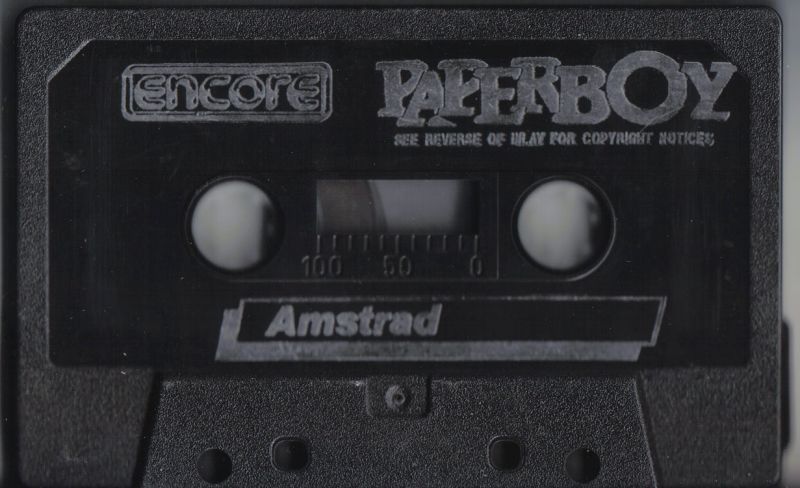 encore
PAPERBOY
SEE REVERSE OF INLAY FOR COPYRIGHT NOTICES
100 50 0
Amstrad